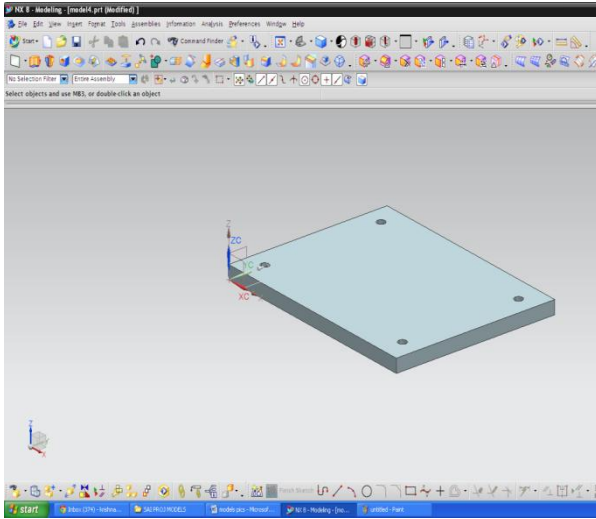 NX 8 - Modeling - [model4.prt (Modified) ]
File Edit View Insert Format Tools Assemblies Information Analysis Preferences Window Help
Start Command Finder
No Selection Filter Entire Assembly
Select objects and use MB3, or double-click an object
Z
ZC
YC
XC
Z
X
Finish Sketch
start Inbox (374) - krishna... SAI PROJ MODELS models pics - Microsof... NX 8 - Modeling - [mo... untitled - Paint